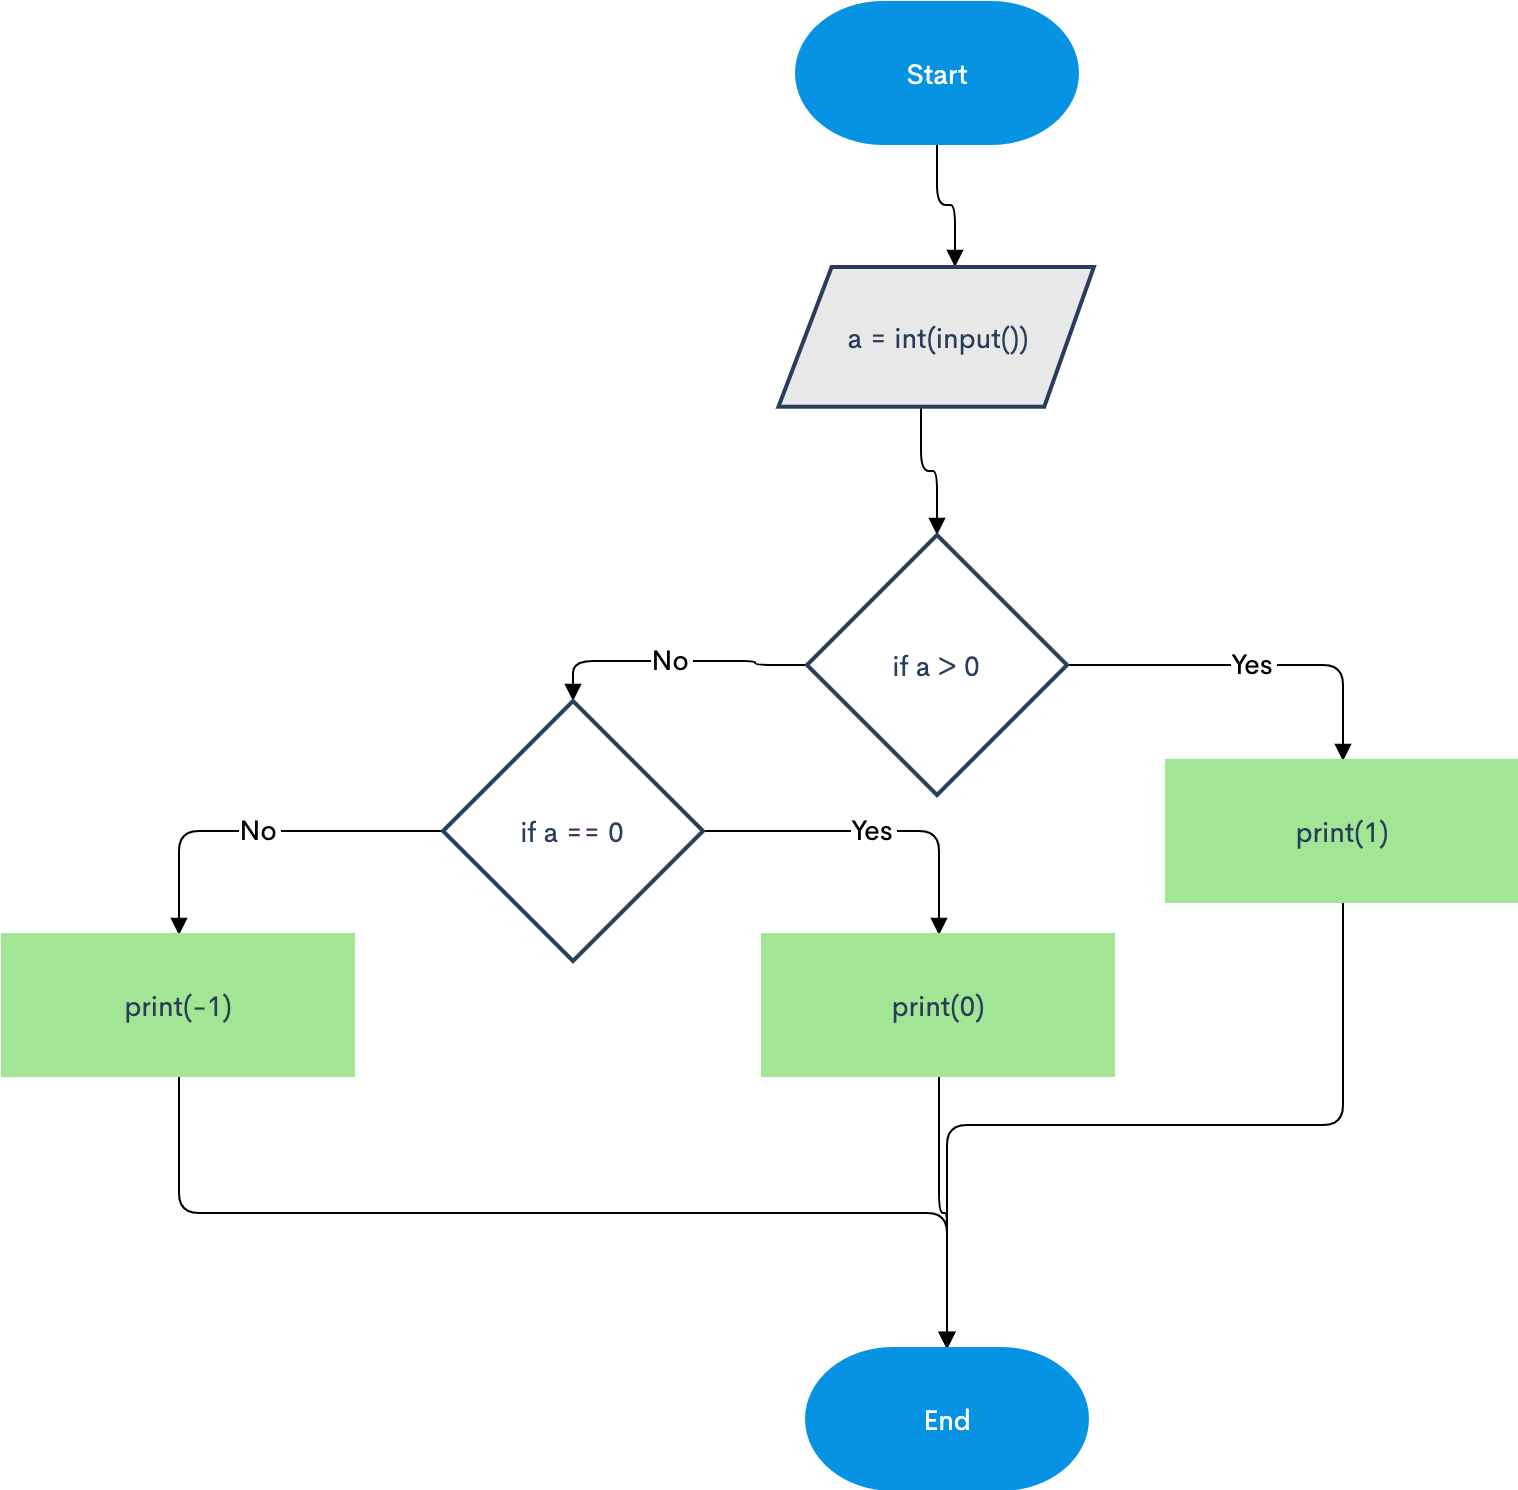 Start
a = int(input())
if a > 0
No
Yes
if a == 0
No
Yes
print(1)
print(-1)
print(0)
End